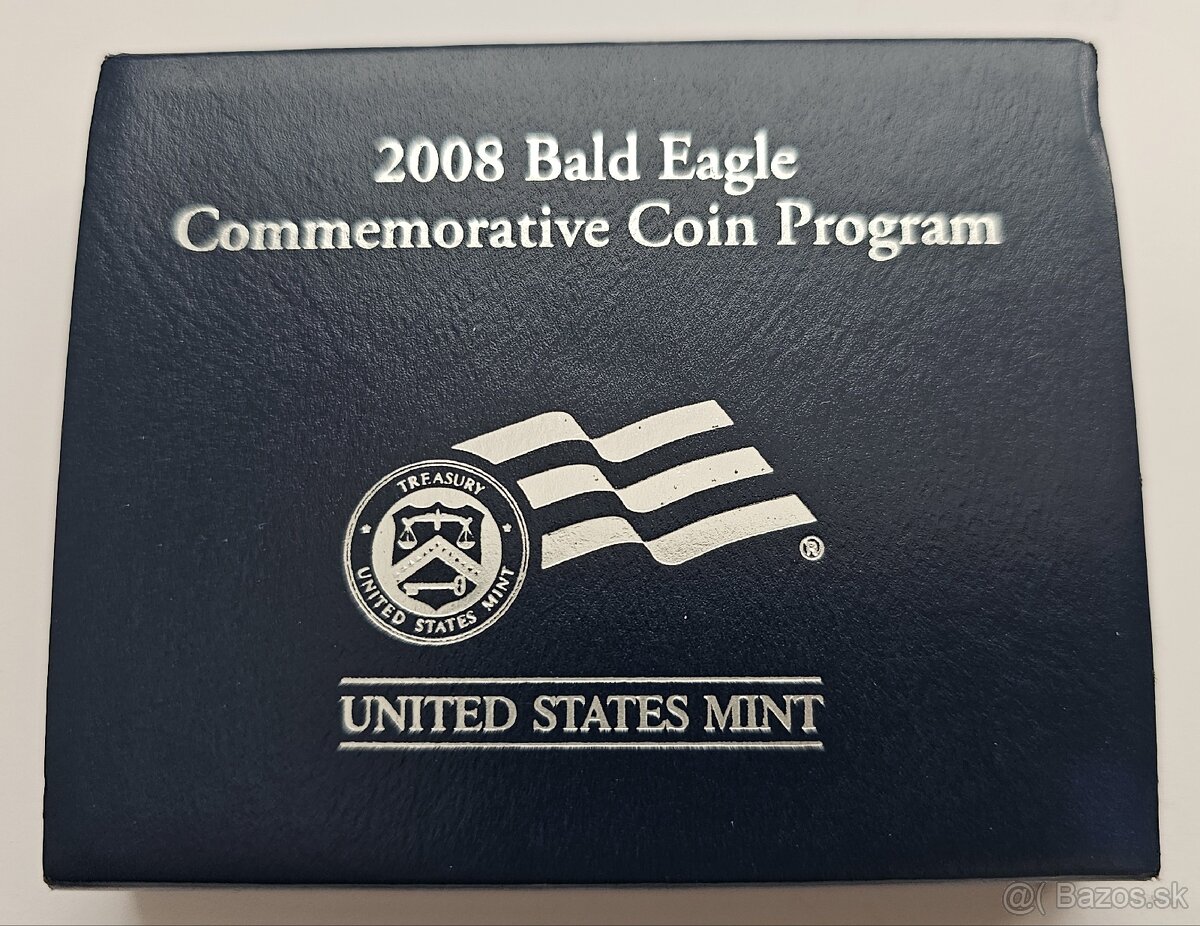 2008 Bald Eagle
Commemorative Coin Program
TREASURY
UNITED STATES MINT
®
UNITED STATES MINT
@( Bazos.sk